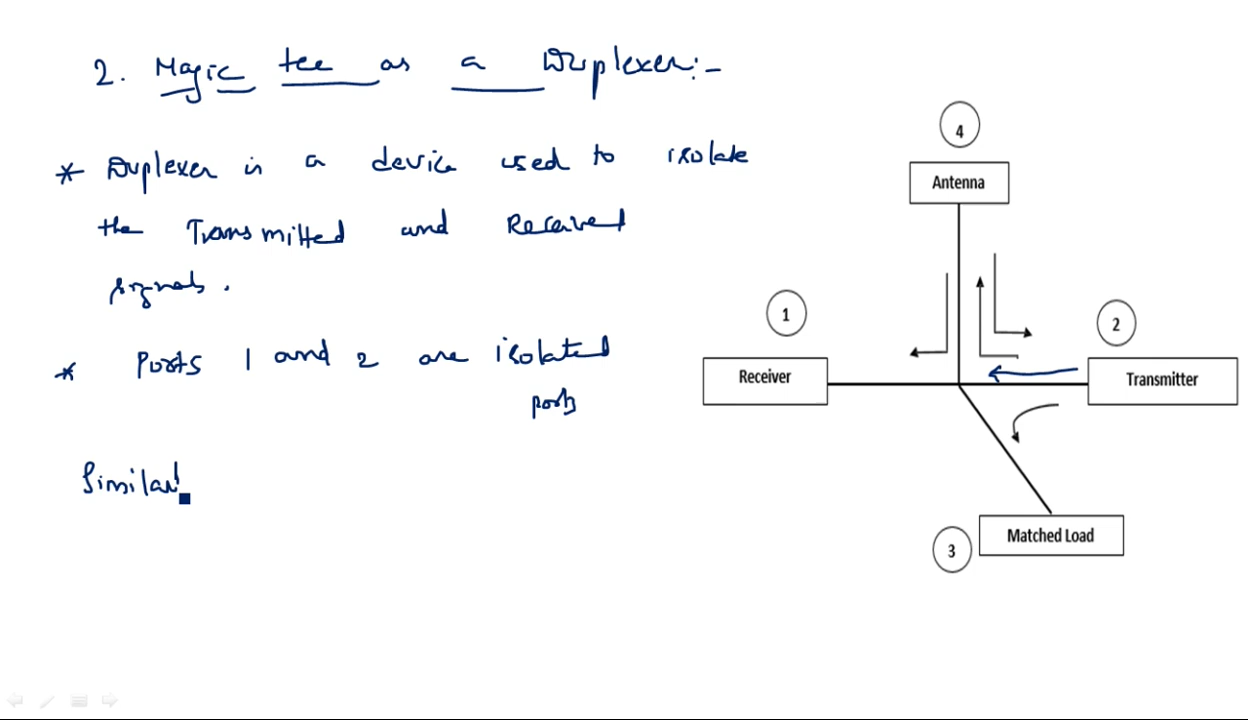 2. Magic tee as a Duplexer:-
* Duplexer is a device used to isolate
the Transmitted and Received
signals.
* Ports 1 and 2 are isolated
ports
Similarl
4
Antenna
1
2
Receiver
Transmitter
Matched Load
3